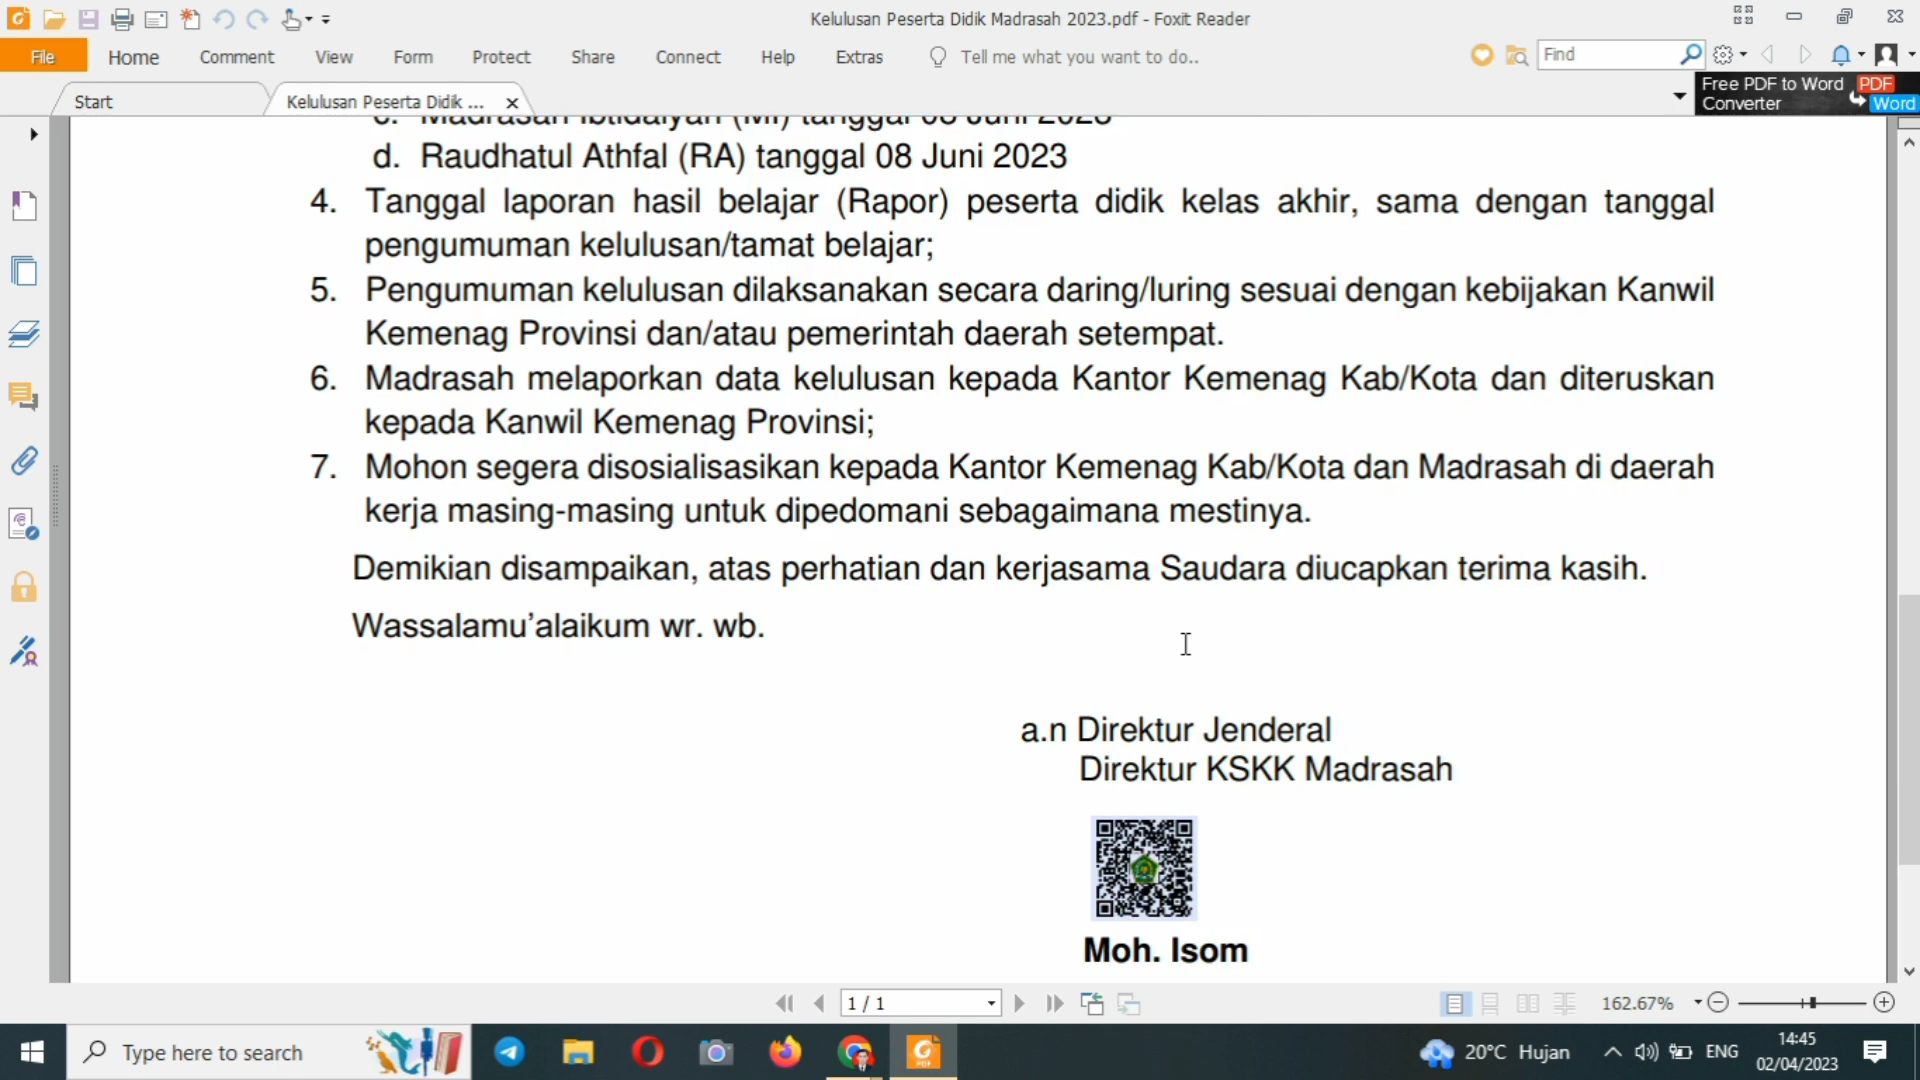 Kelulusan Peserta Didik Madrasah 2023.pdf - Foxit Reader
File Home Comment View Form Protect Share Connect Help Extras Tell me what you want to do.. Find
Start Kelulusan Peserta Didik ... Free PDF to Word PDF
Converter Word
c. Madrasah Ibtidaiyah (MI) tanggal 08 Juni 2023
d. Raudhatul Athfal (RA) tanggal 08 Juni 2023
4. Tanggal laporan hasil belajar (Rapor) peserta didik kelas akhir, sama dengan tanggal
pengumuman kelulusan/tamat belajar;
5. Pengumuman kelulusan dilaksanakan secara daring/luring sesuai dengan kebijakan Kanwil
Kemenag Provinsi dan/atau pemerintah daerah setempat.
6. Madrasah melaporkan data kelulusan kepada Kantor Kemenag Kab/Kota dan diteruskan
kepada Kanwil Kemenag Provinsi;
7. Mohon segera disosialisasikan kepada Kantor Kemenag Kab/Kota dan Madrasah di daerah
kerja masing-masing untuk dipedomani sebagaimana mestinya.
Demikian disampaikan, atas perhatian dan kerjasama Saudara diucapkan terima kasih.
Wassalamu’alaikum wr. wb.
a.n Direktur Jenderal
Direktur KSKK Madrasah
Moh. Isom
1 / 1 162.67%
Type here to search 20°C Hujan ENG 14:45
02/04/2023